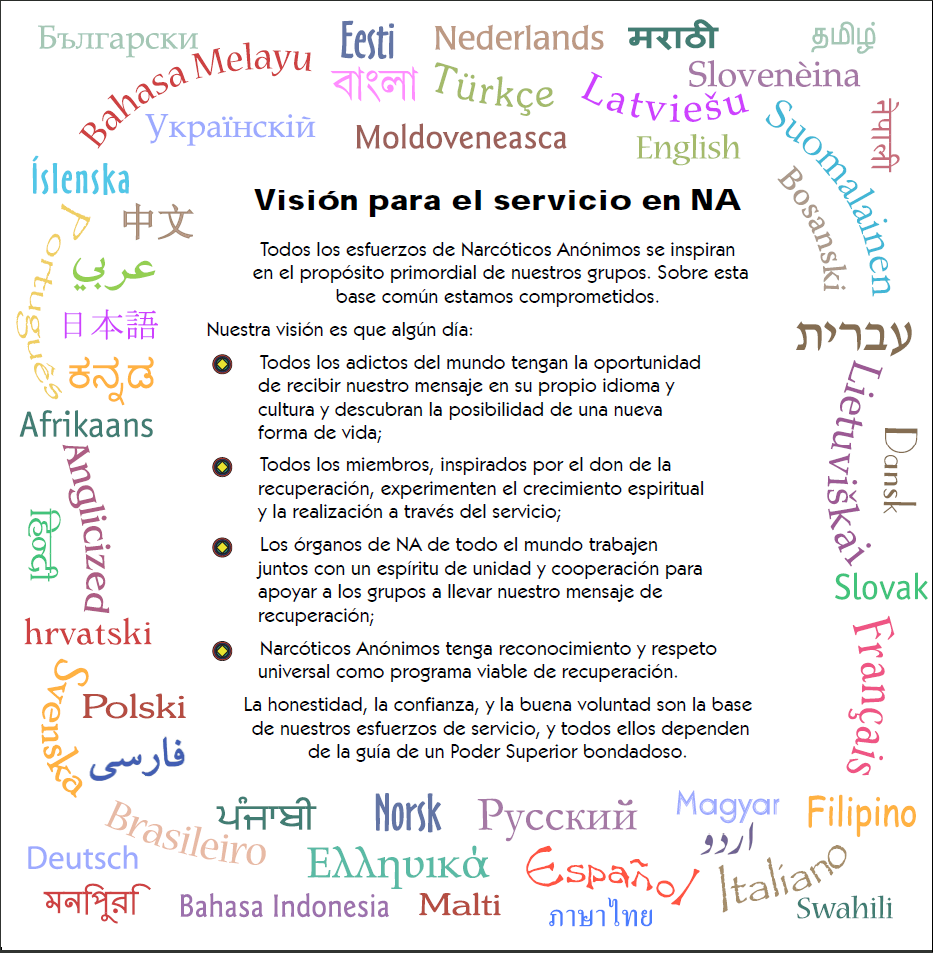 Български
Bahasa Melayu
Eesti
Nederlands
मराठी
தமிழ்
বাংলা
Türkçe
Latviešu
Slovenèina
नेपाली
Українскій
Moldoveneasca
English
Suomalainen
Bosanski
Íslenska
Português
中文
عربي
日本語
ಕನ್ನಡ
Afrikaans
Anglicized
हिन्दी
hrvatski
Svenska
Polski
فارسی
עברית
Lietuviškai
Dansk
Slovak
Français
Visión para el servicio en NA
Todos los esfuerzos de Narcóticos Anónimos se inspiran
en el propósito primordial de nuestros grupos. Sobre esta
base común estamos comprometidos.
Nuestra visión es que algún día:
Todos los adictos del mundo tengan la oportunidad
de recibir nuestro mensaje en su propio idioma y
cultura y descubran la posibilidad de una nueva
forma de vida;
Todos los miembros, inspirados por el don de la
recuperación, experimenten el crecimiento espiritual
y la realización a través del servicio;
Los órganos de NA de todo el mundo trabajen
juntos con un espíritu de unidad y cooperación para
apoyar a los grupos a llevar nuestro mensaje de
recuperación;
Narcóticos Anónimos tenga reconocimiento y respeto
universal como programa viable de recuperación.
La honestidad, la confianza, y la buena voluntad son la base
de nuestros esfuerzos de servicio, y todos ellos dependen
de la guía de un Poder Superior bondadoso.
Brasileiro
ਪੰਜਾਬੀ
Norsk
Русский
Magyar
Filipino
اردو
Deutsch
Ελληνικά
Español
Italiano
মনিপুরি
Bahasa Indonesia
Malti
ภาษาไทย
Swahili